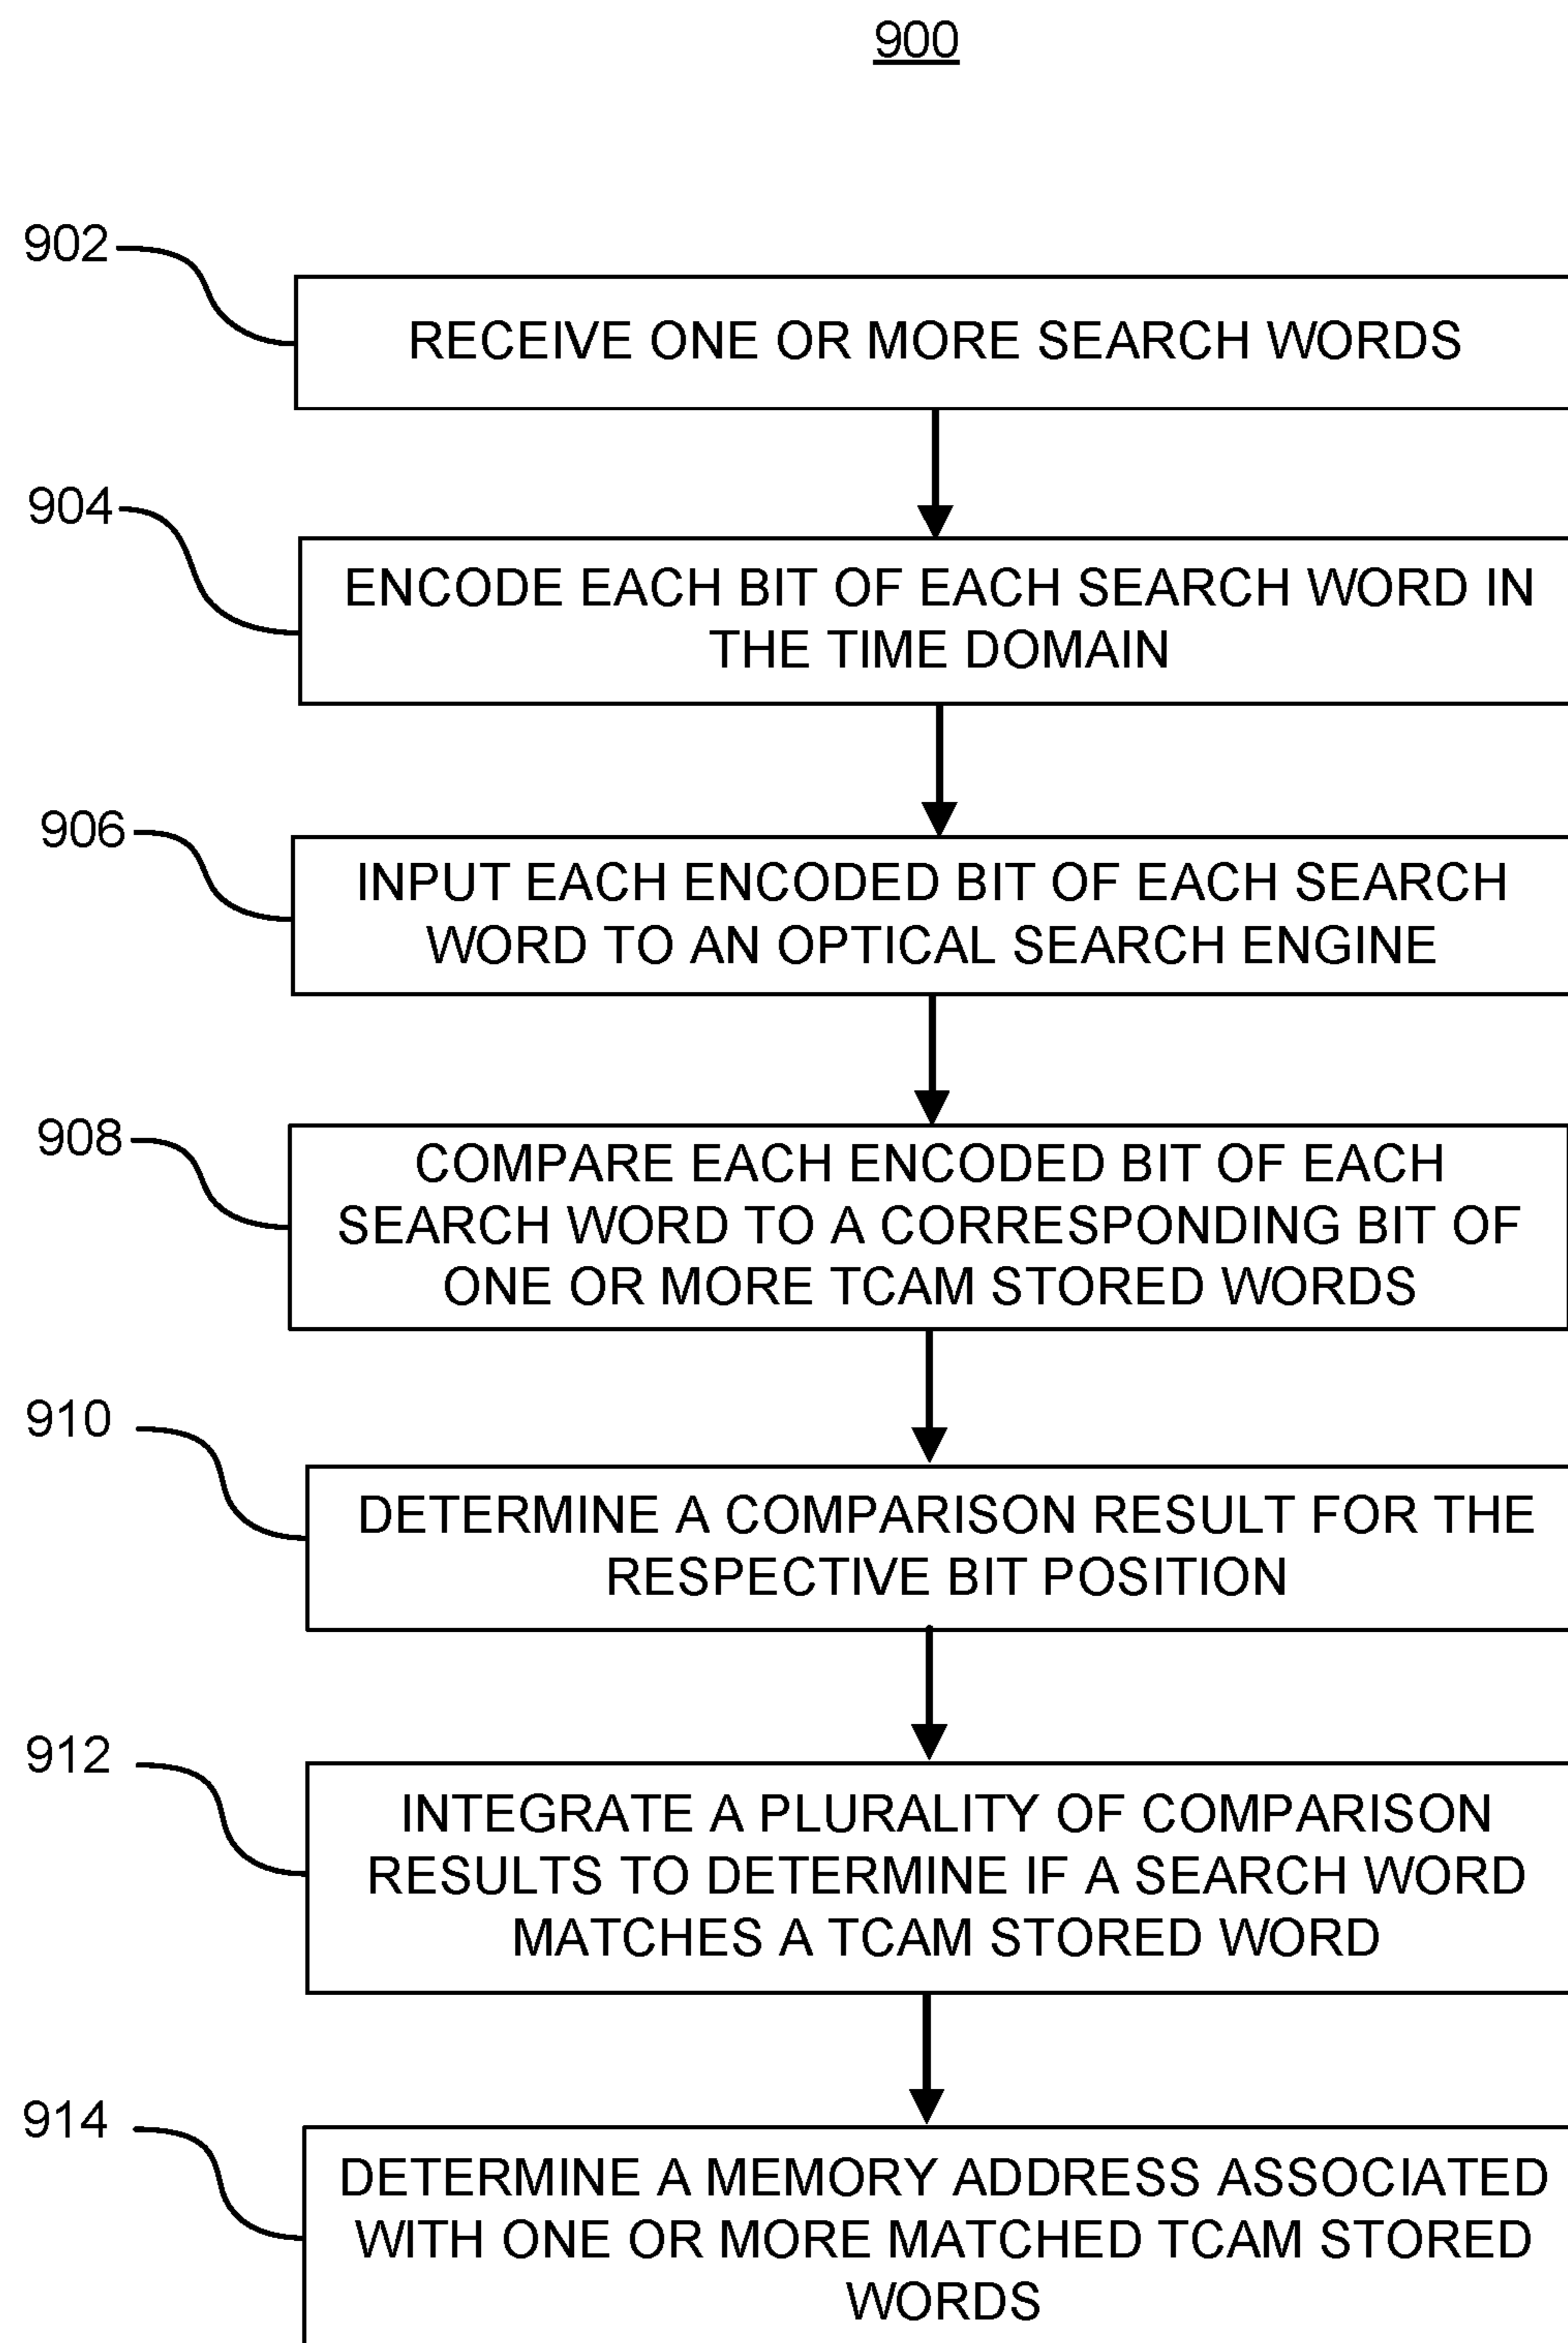 900
902
RECEIVE ONE OR MORE SEARCH WORDS
904
ENCODE EACH BIT OF EACH SEARCH WORD IN
THE TIME DOMAIN
906
INPUT EACH ENCODED BIT OF EACH SEARCH
WORD TO AN OPTICAL SEARCH ENGINE
908
COMPARE EACH ENCODED BIT OF EACH
SEARCH WORD TO A CORRESPONDING BIT OF
ONE OR MORE TCAM STORED WORDS
910
DETERMINE A COMPARISON RESULT FOR THE
RESPECTIVE BIT POSITION
912
INTEGRATE A PLURALITY OF COMPARISON
RESULTS TO DETERMINE IF A SEARCH WORD
MATCHES A TCAM STORED WORD
914
DETERMINE A MEMORY ADDRESS ASSOCIATED
WITH ONE OR MORE MATCHED TCAM STORED
WORDS